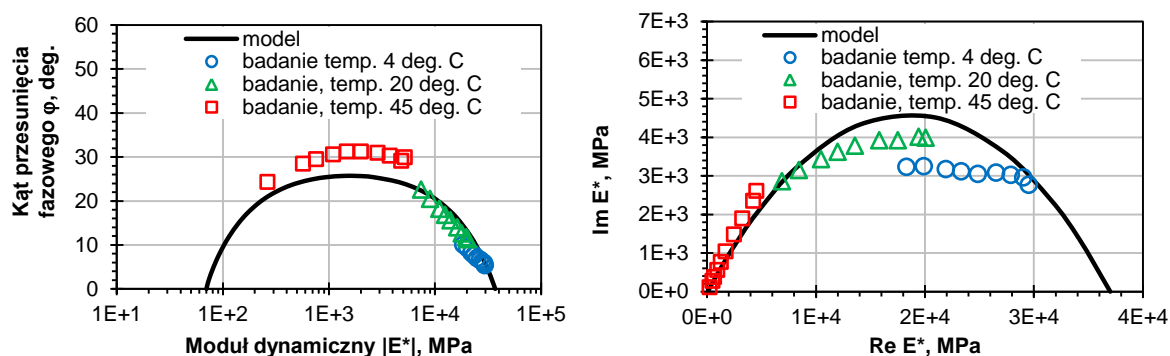 60
50
40
30
20
10
0
1E+1
1E+2
1E+3
1E+4
1E+5
Kąt przesunięcia
fazowego φ, deg.
Moduł dynamiczny |E*|, MPa
model
badanie temp. 4 deg. C
badanie, temp. 20 deg. C
badanie, temp. 45 deg. C
7E+3
6E+3
5E+3
4E+3
3E+3
2E+3
1E+3
0E+0
0E+0
1E+4
2E+4
3E+4
4E+4
Im E*, MPa
Re E*, MPa
model
badanie temp. 4 deg. C
badanie, temp. 20 deg. C
badanie, temp. 45 deg. C